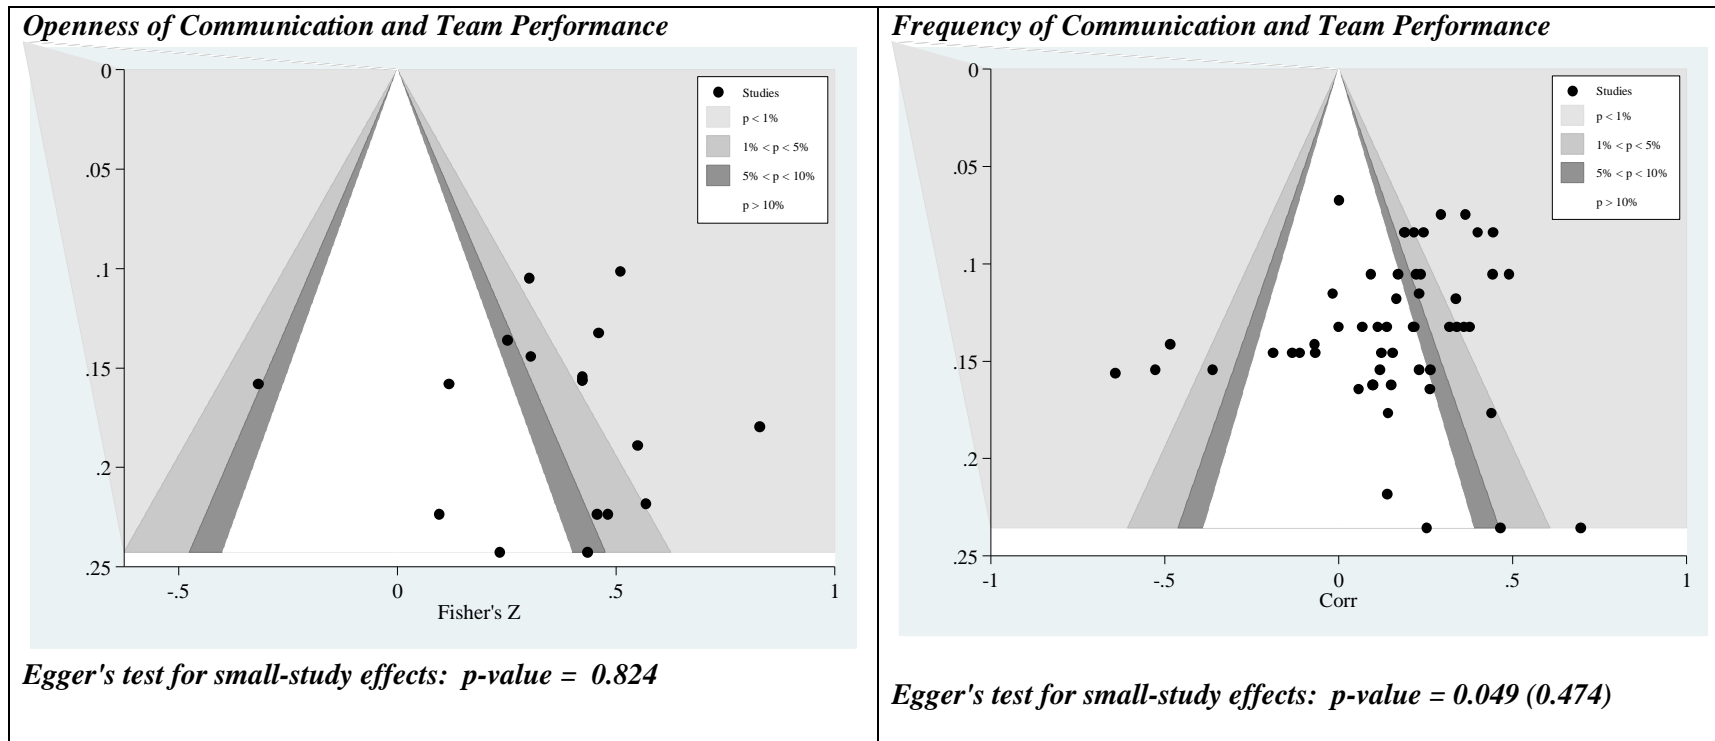 Openness of Communication and Team Performance
0
.05
.1
.15
.2
.25
-.5
0
.5
1
Fisher's Z
Studies
p < 1%
1% < p < 5%
5% < p < 10%
p > 10%
Egger's test for small-study effects: p-value = 0.824
Frequency of Communication and Team Performance
0
.05
.1
.15
.2
.25
-1
-.5
0
.5
1
Corr
Studies
p < 1%
1% < p < 5%
5% < p < 10%
p > 10%
Egger's test for small-study effects: p-value = 0.049 (0.474)